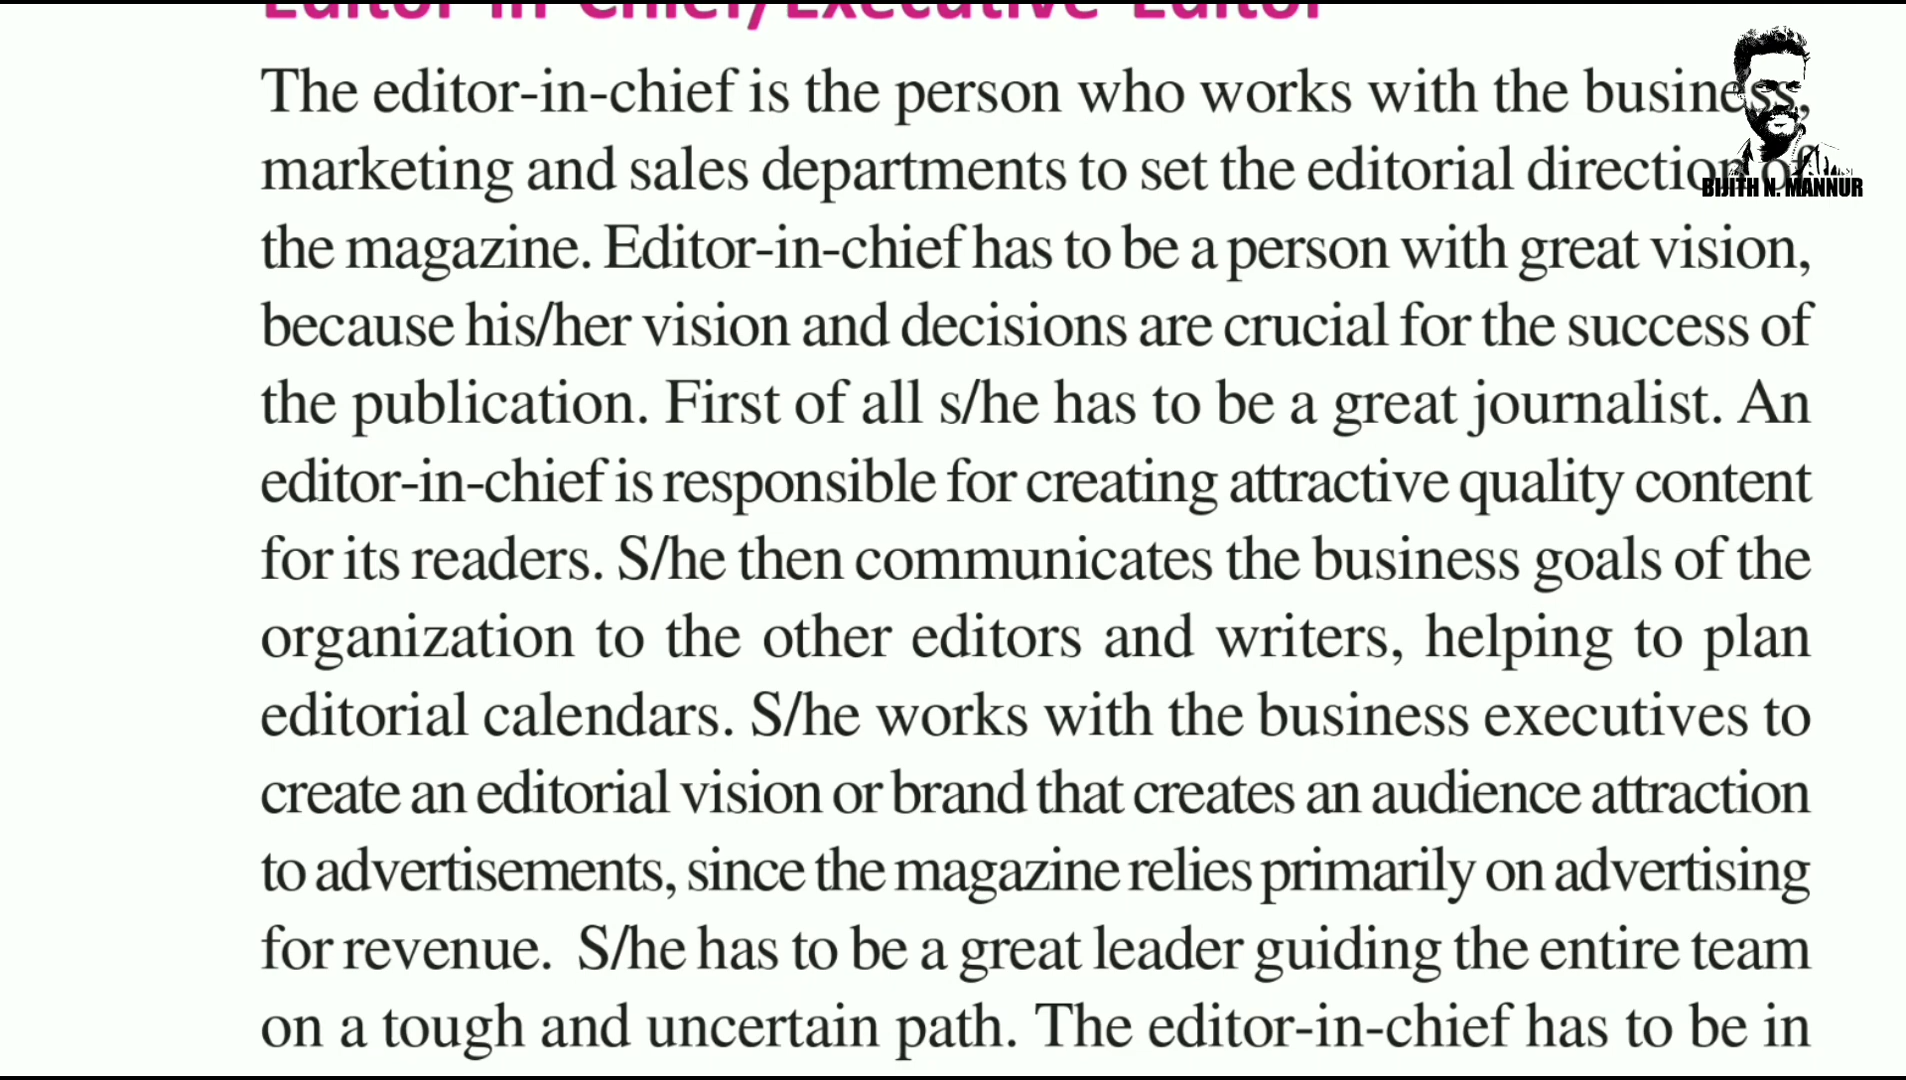 Editor-in-Chief/Executive Editor
The editor-in-chief is the person who works with the business,
marketing and sales departments to set the editorial direction of
BIJITH N. MANNUR
the magazine. Editor-in-chief has to be a person with great vision,
because his/her vision and decisions are crucial for the success of
the publication. First of all s/he has to be a great journalist. An
editor-in-chief is responsible for creating attractive quality content
for its readers. S/he then communicates the business goals of the
organization to the other editors and writers, helping to plan
editorial calendars. S/he works with the business executives to
create an editorial vision or brand that creates an audience attraction
to advertisements, since the magazine relies primarily on advertising
for revenue. S/he has to be a great leader guiding the entire team
on a tough and uncertain path. The editor-in-chief has to be in